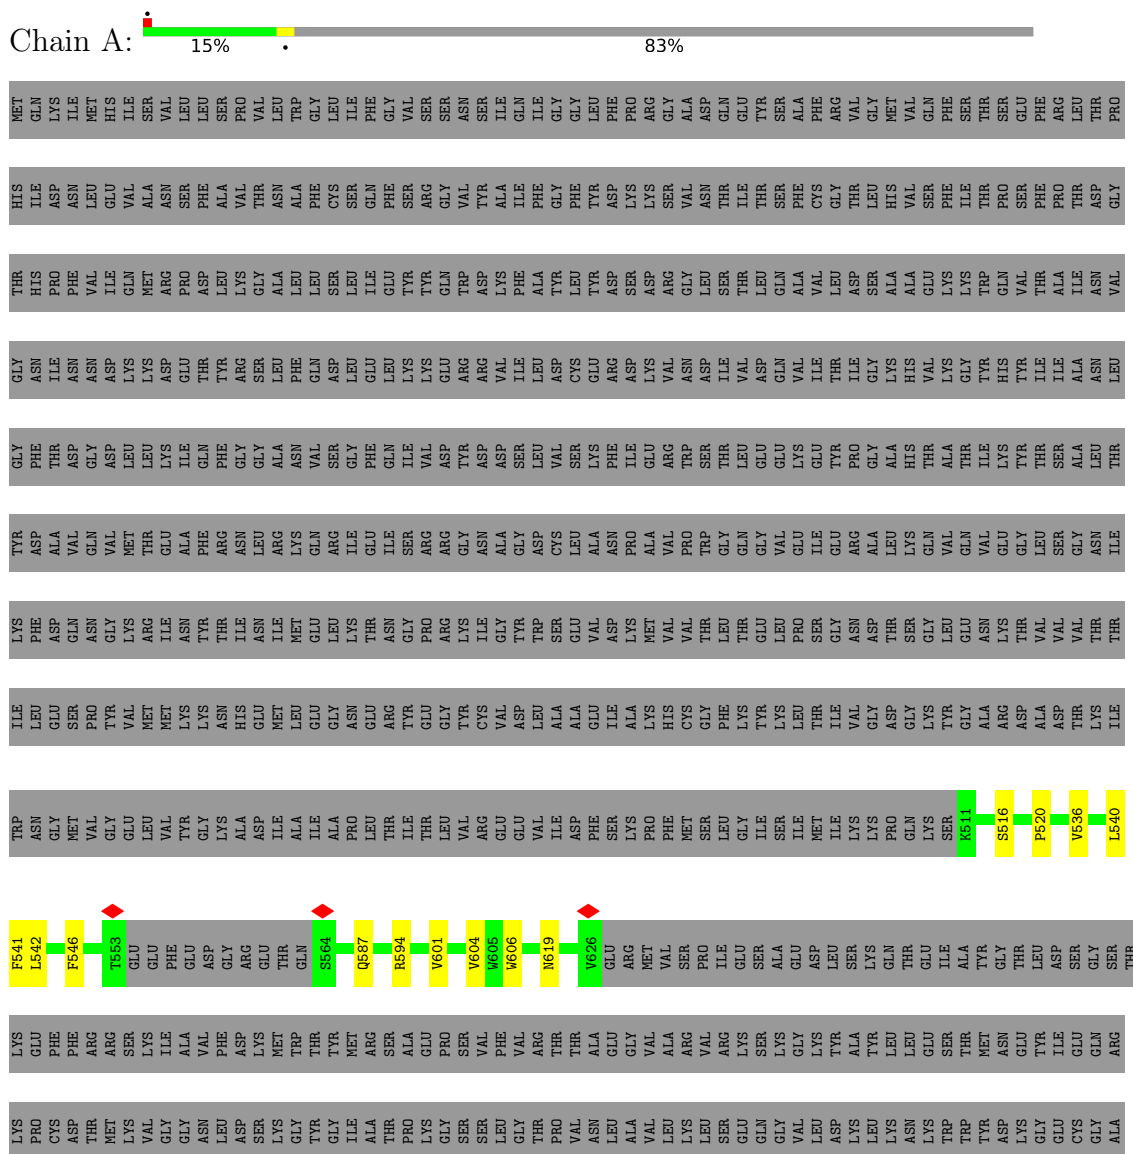 Chain A: 15% • 83%
MET GLN LYS ILE MET HIS ILE SER VAL LEU LEU SER PRO VAL LEU TRP GLY LEU ILE PHE GLY VAL SER SER ASN SER ILE GLN ILE GLY GLY LEU PHE PRO ARG GLY ALA ASP GLN GLU TYR SER ALA PHE ARG VAL GLY MET VAL GLN PHE SER THR SER GLU PHE ARG LEU THR PRO
HIS ILE ASP ASN LEU GLU VAL ALA ASN SER PHE ALA VAL THR ASN ALA PHE CYS SER GLN PHE SER ARG GLY VAL TYR ALA ILE PHE GLY PHE TYR ASP LYS LYS SER VAL ASN THR ILE THR SER PHE CYS GLY THR LEU HIS VAL SER PHE ILE THR PRO SER PHE PRO THR ASP GLY
THR HIS PRO PHE VAL ILE GLN MET ARG PRO ASP LEU LYS GLY ALA LEU LEU SER LEU ILE GLU TYR TYR GLN TRP ASP LYS PHE ALA TYR LEU TYR ASP SER ASP ARG GLY LEU SER THR LEU GLN ALA VAL LEU ASP SER ALA ALA GLU LYS LYS TRP GLN VAL THR ALA ILE ASN VAL
GLY ASN ILE ASN ASN ASP LYS LYS ASP GLU THR TYR ARG SER LEU PHE GLN ASP LEU GLU LEU LYS LYS GLU ARG ARG VAL ILE LEU ASP CYS GLU ARG ASP LYS VAL ASN ASP ILE VAL ASP GLN VAL ILE THR ILE GLY LYS HIS VAL LYS GLY TYR HIS TYR ILE ILE ALA ASN LEU
GLY PHE THR ASP GLY ASP LEU LEU LYS ILE GLN PHE GLY GLY ALA ASN VAL SER GLY PHE GLN ILE VAL ASP TYR ASP ASP SER LEU VAL SER LYS PHE ILE GLU ARG TRP SER THR LEU GLU GLU LYS GLU TYR PRO GLY ALA HIS THR ALA THR ILE LYS TYR THR SER ALA LEU THR
TYR ASP ALA VAL GLN VAL MET THR GLU ALA PHE ARG ASN LEU ARG LYS GLN ARG ILE GLU ILE SER ARG ARG GLY ASN ALA GLY ASP CYS LEU ALA ASN PRO ALA VAL PRO TRP GLY GLN GLY VAL GLU ILE GLU ARG ALA LEU LYS GLN VAL GLN VAL GLU GLY LEU SER GLY ASN ILE
LYS PHE ASP GLN ASN GLY LYS ARG ILE ASN TYR THR ILE ASN ILE MET GLU LEU LYS THR ASN GLY PRO ARG LYS ILE GLY TYR TRP SER GLU VAL ASP LYS MET VAL VAL THR LEU THR GLU LEU PRO SER GLY ASN ASP THR SER GLY LEU GLU ASN LYS THR VAL VAL VAL THR THR
ILE LEU GLU SER PRO TYR VAL MET MET LYS LYS ASN HIS GLU MET LEU GLU GLY ASN GLU ARG TYR GLU GLY TYR CYS VAL ASP LEU ALA ALA GLU ILE ALA LYS HIS CYS GLY PHE LYS TYR LYS LEU THR ILE VAL GLY ASP GLY LYS TYR GLY ALA ARG ASP ALA ASP THR LYS ILE
TRP ASN GLY MET VAL GLY GLU LEU VAL TYR GLY LYS ALA ASP ILE ALA ILE ALA PRO LEU THR ILE THR LEU VAL ARG GLU GLU VAL ILE ASP PHE SER LYS PRO PHE MET SER LEU GLY ILE SER ILE MET ILE LYS LYS PRO GLN LYS SER K511 S516 P520 V536 L540
F541 L542 F546 T553 GLU GLU PHE GLU ASP GLY ARG GLU THR GLN S564 Q587 R594 V601 V604 W605 W606 N619 V626 GLU ARG MET VAL SER PRO ILE GLU SER ALA GLU ASP LEU SER LYS GLN THR GLU ILE ALA TYR GLY THR LEU ASP SER GLY SER THR
LYS GLU PHE PHE ARG ARG SER LYS ILE ALA VAL PHE ASP LYS MET TRP THR TYR MET ARG SER ALA GLU PRO SER VAL PHE VAL ARG THR THR ALA GLU GLY VAL ALA ARG VAL ARG LYS SER LYS GLY LYS TYR ALA TYR LEU LEU GLU SER THR MET ASN GLU TYR ILE GLU GLN ARG
LYS PRO CYS ASP THR MET LYS VAL GLY GLY ASN LEU ASP SER LYS GLY TYR GLY ILE ALA THR PRO LYS GLY SER SER LEU GLY THR PRO VAL ASN LEU ALA VAL LEU LYS LEU SER GLU GLN GLY VAL LEU ASP LYS LEU LYS ASN LYS TRP TRP TYR ASP LYS GLY GLU CYS GLY ALA